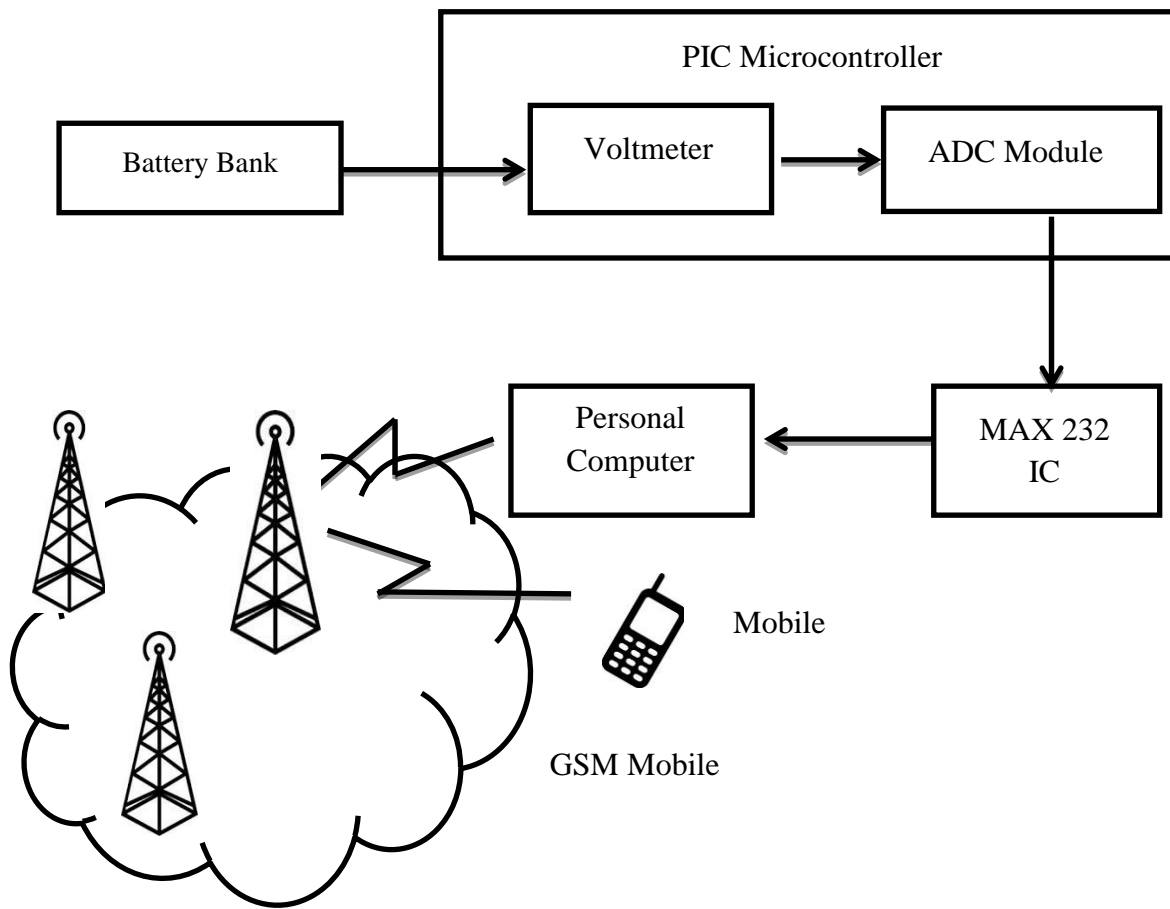 PIC Microcontroller
Battery Bank
Voltmeter
ADC Module
Personal
Computer
MAX 232
IC
Mobile
GSM Mobile